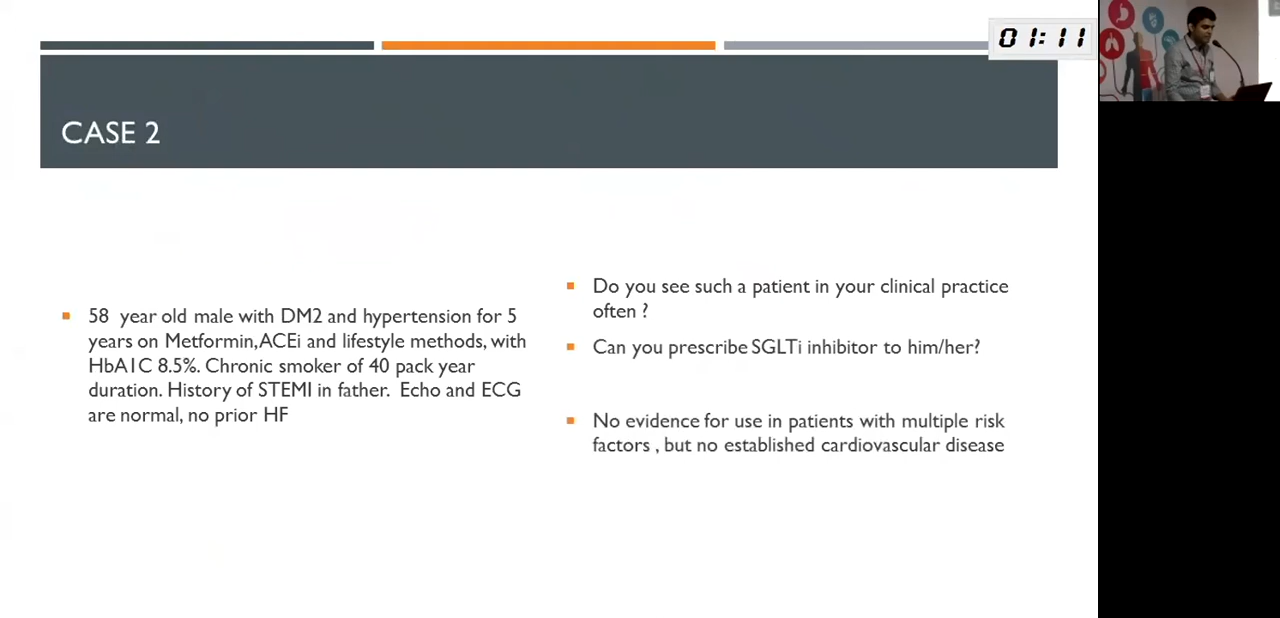 01:11
CASE 2
58 year old male with DM2 and hypertension for 5
years on Metformin,ACEi and lifestyle methods, with
HbA1C 8.5%. Chronic smoker of 40 pack year
duration. History of STEMI in father. Echo and ECG
are normal, no prior HF
Do you see such a patient in your clinical practice
often ?
Can you prescribe SGLTi inhibitor to him/her?
No evidence for use in patients with multiple risk
factors , but no established cardiovascular disease